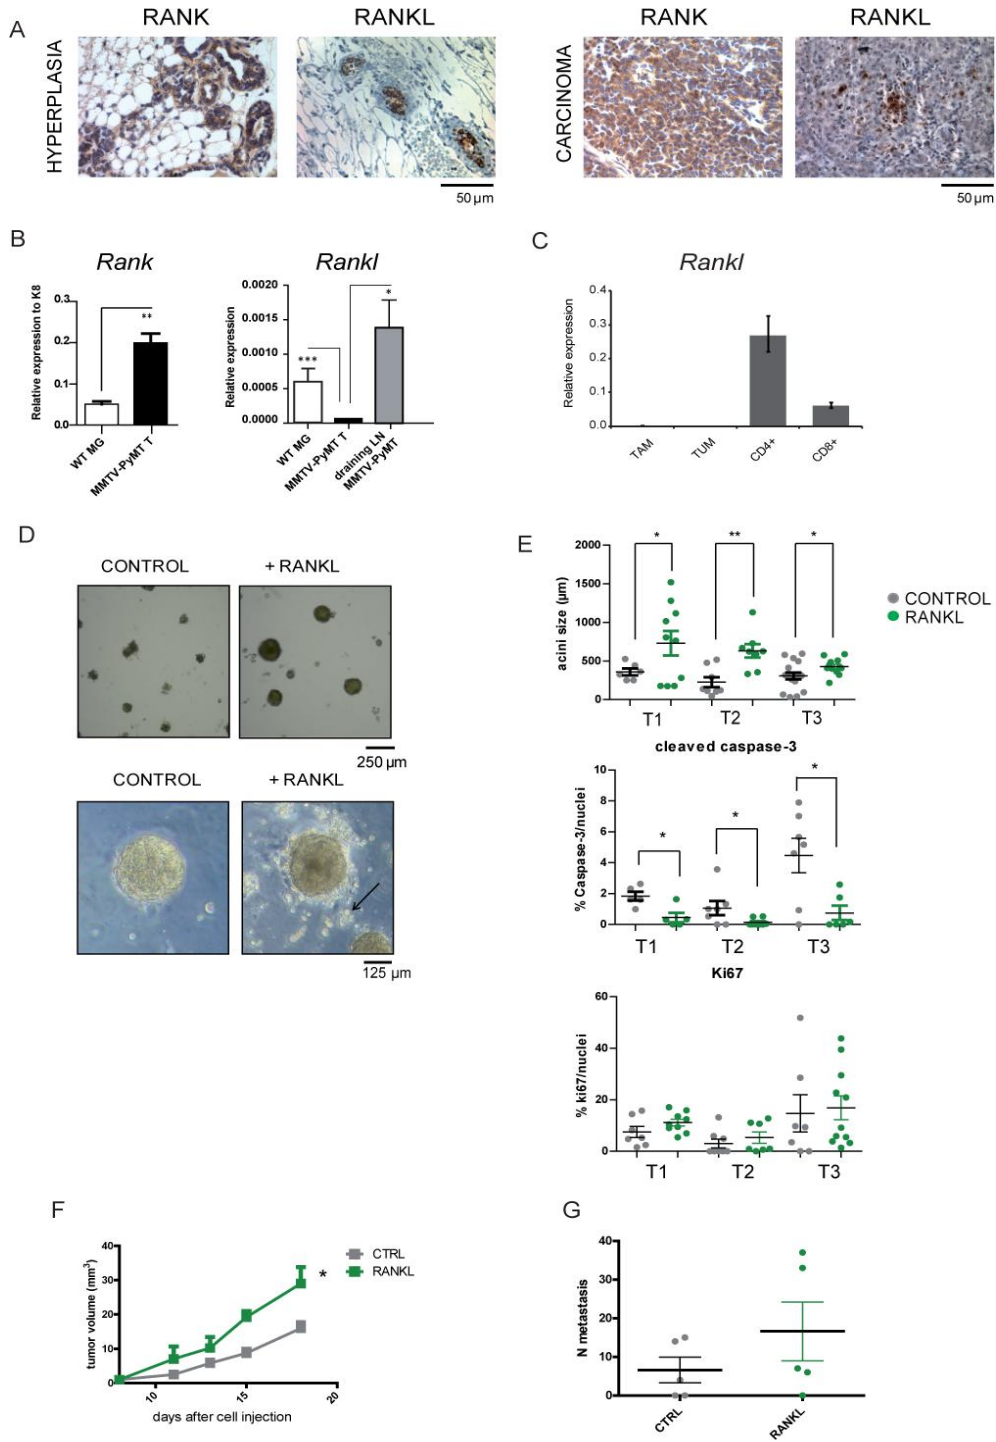 A
RANK
RANKL
RANK
RANKL
HYPERPLASIA
CARCINOMA
50 µm
50 µm
B
C
Rank
Rankl
Rankl
Relative expression to K8
0.3
0.2
0.1
0.0
**
WT MG
MMTV-PyMT T
Relative expression
0.0020
0.0015
0.0010
0.0005
0.0000
***
*
WT MG
MMTV-PyMT T
draining LN
MMTV-PyMT
Relative expression
0.4
0.3
0.2
0.1
0.0
TAM
TUM
CD4+
CD8+
D
CONTROL
+ RANKL
250 µm
CONTROL
+ RANKL
125 µm
E
acini size (µm)
2000
1500
1000
500
0
*
**
*
T1
T2
T3
CONTROL
RANKL
cleaved caspase-3
% Caspase-3/nuclei
10
8
6
4
2
0
*
*
*
T1
T2
T3
Ki67
% ki67/nuclei
60
40
20
0
T1
T2
T3
F
tumor volume (mm³)
40
30
20
10
0
10
15
20
days after cell injection
CTRL
RANKL
*
G
N metastasis
40
30
20
10
0
CTRL
RANKL